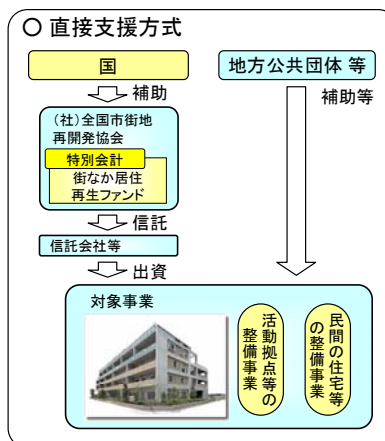 ○ 直接支援方式
国
地方公共団体 等
補助
補助等
（社）全国市街地
再開発協会
特別会計
街なか居住
再生ファンド
信託
信託会社等
出資
対象事業
活動拠点等の
整備事業
民間の住宅等
の整備事業